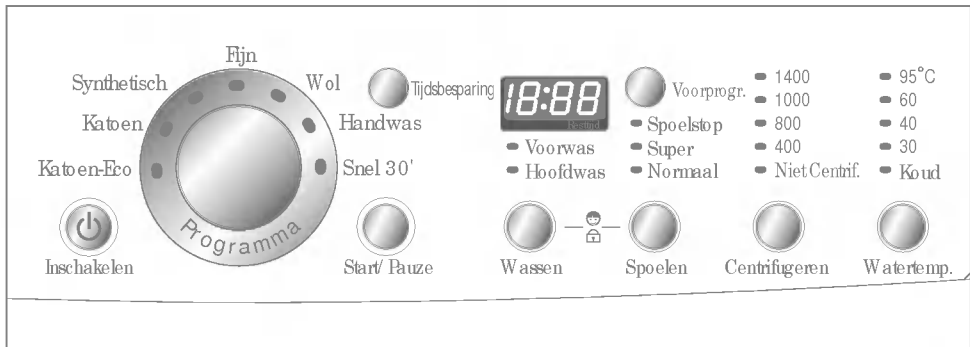 Fijn
Synthetisch
Wol
Katoen
Handwas
Katoen-Eco
Snel 30'
Programma
Inschakelen
Start/ Pauze
Tijdsbesparing
18:88
Voorwas
Hoofdwas
Wassen
Voorprogr.
Spoelstop
Super
Normaal
Spoelen
1400
1000
800
400
Niet Centrif.
Centrifugeren
95°C
60
40
30
Koud
Watertemp.